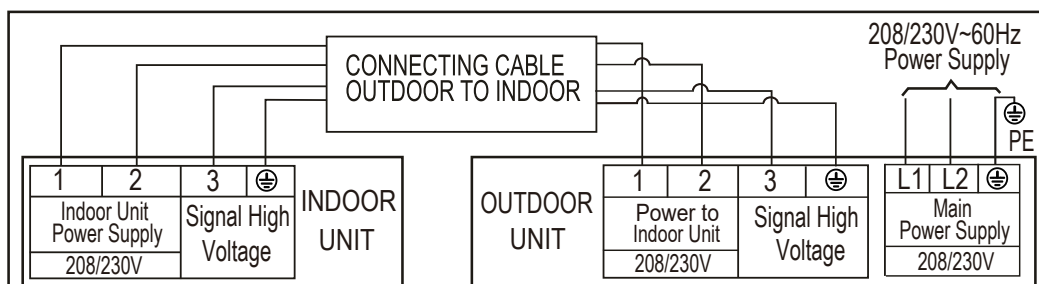 208/230V~60Hz
Power Supply
CONNECTING CABLE
OUTDOOR TO INDOOR
PE
1 2 3
Indoor Unit
Power Supply
208/230V
Signal High
Voltage
INDOOR
UNIT
OUTDOOR
UNIT
1 2 3
Power to
Indoor Unit
208/230V
Signal High
Voltage
L1 L2
Main
Power Supply
208/230V